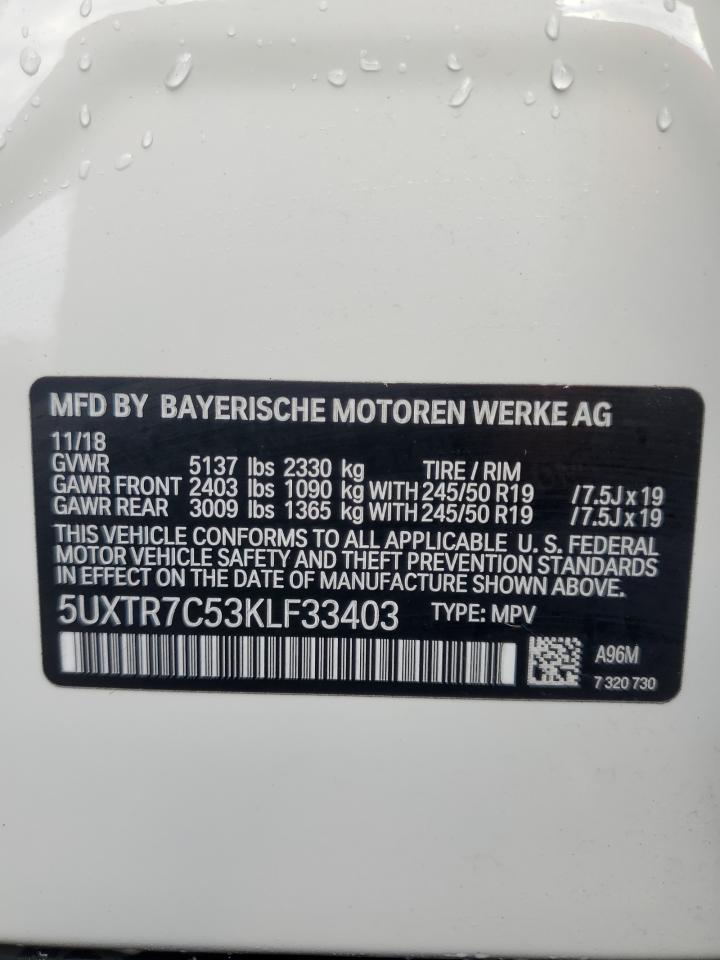 MFD BY BAYERISCHE MOTOREN WERKE AG
11/18
GVWR 5137 lbs 2330 kg TIRE / RIM
GAWR FRONT 2403 lbs 1090 kg WITH 245/50 R19 / 7.5J x 19
GAWR REAR 3009 lbs 1365 kg WITH 245/50 R19 / 7.5J x 19
THIS VEHICLE CONFORMS TO ALL APPLICABLE U. S. FEDERAL
MOTOR VEHICLE SAFETY AND THEFT PREVENTION STANDARDS
IN EFFECT ON THE DATE OF MANUFACTURE SHOWN ABOVE.
5UXTR7C53KLF33403 TYPE: MPV
A96M
7 320 730